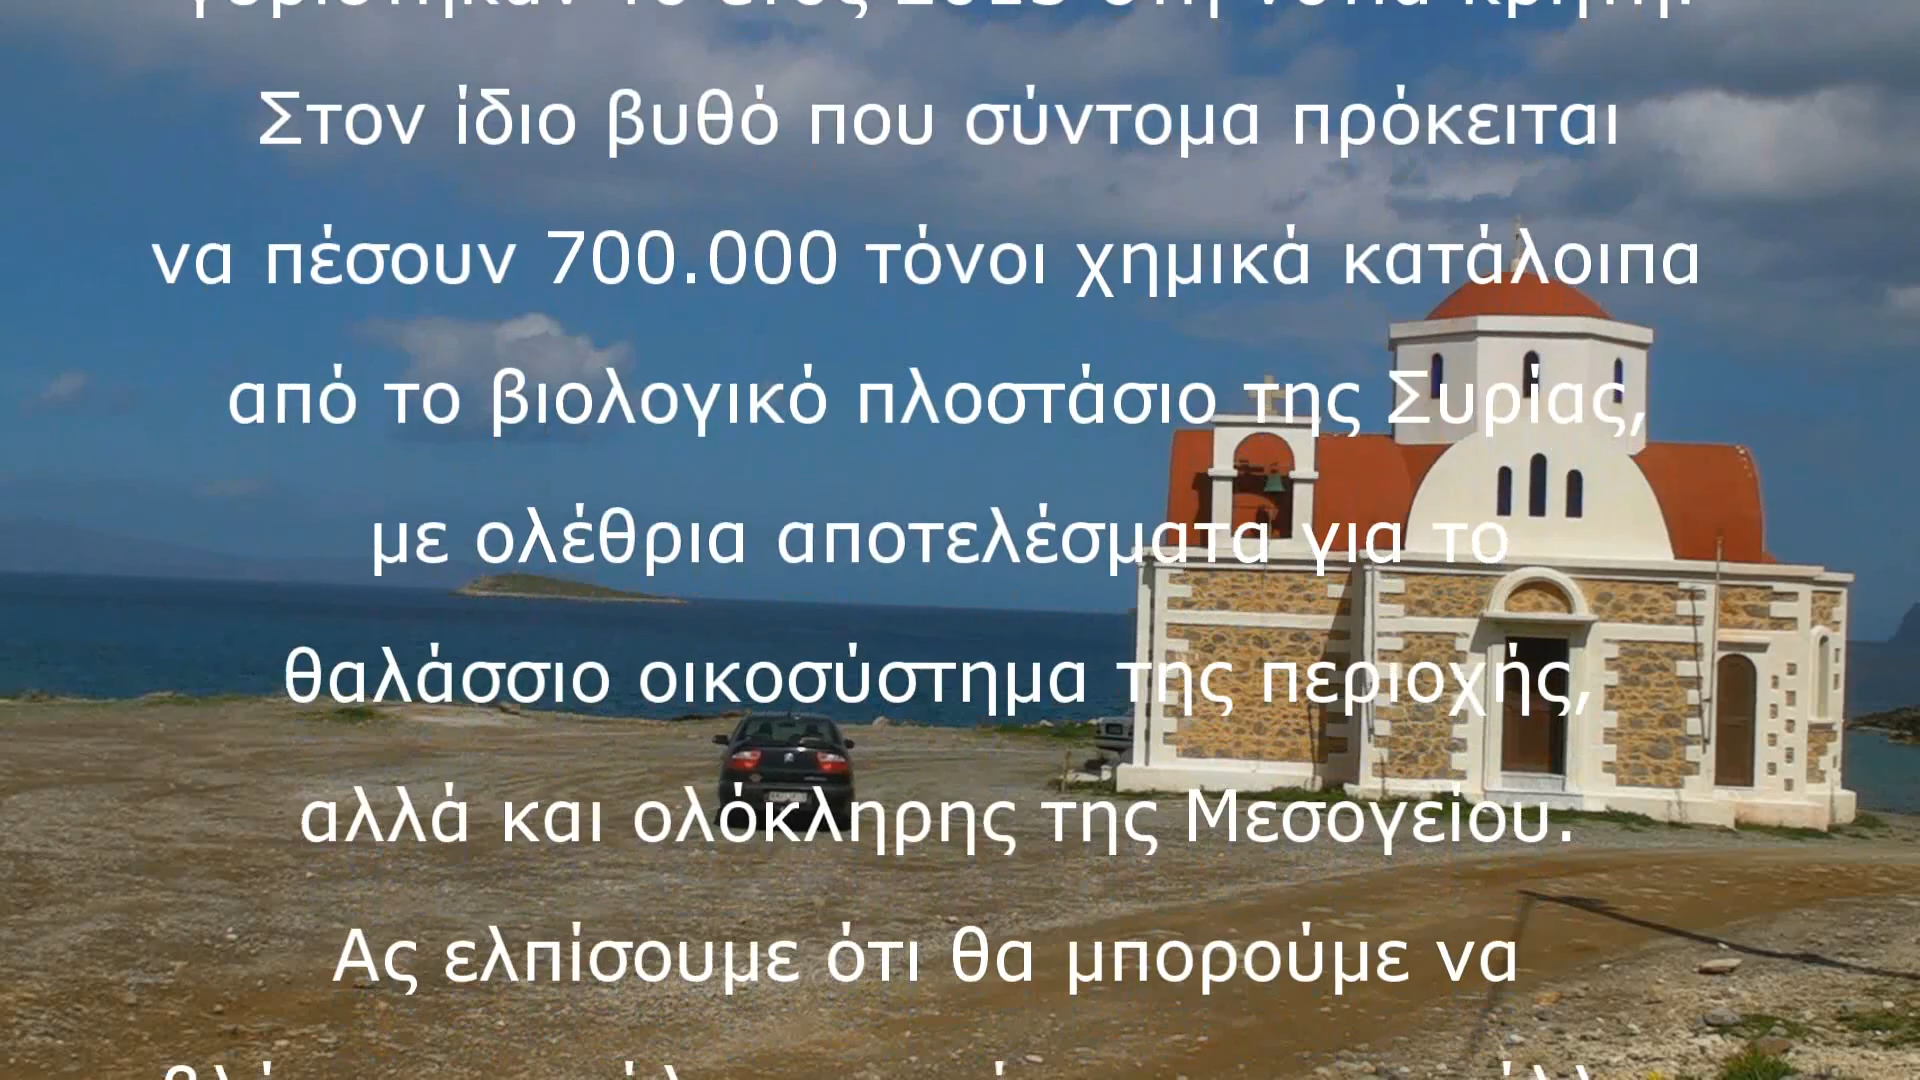 Στον ίδιο βυθό που σύντομα πρόκειται
να πέσουν 700.000 τόνοι χημικά κατάλοιπα
από το βιολογικό πλοστάσιο της Συρίας,
με ολέθρια αποτελέσματα για το
θαλάσσιο οικοσύστημα της περιοχής,
αλλά και ολόκληρης της Μεσογείου.
Ας ελπίσουμε ότι θα μπορούμε να